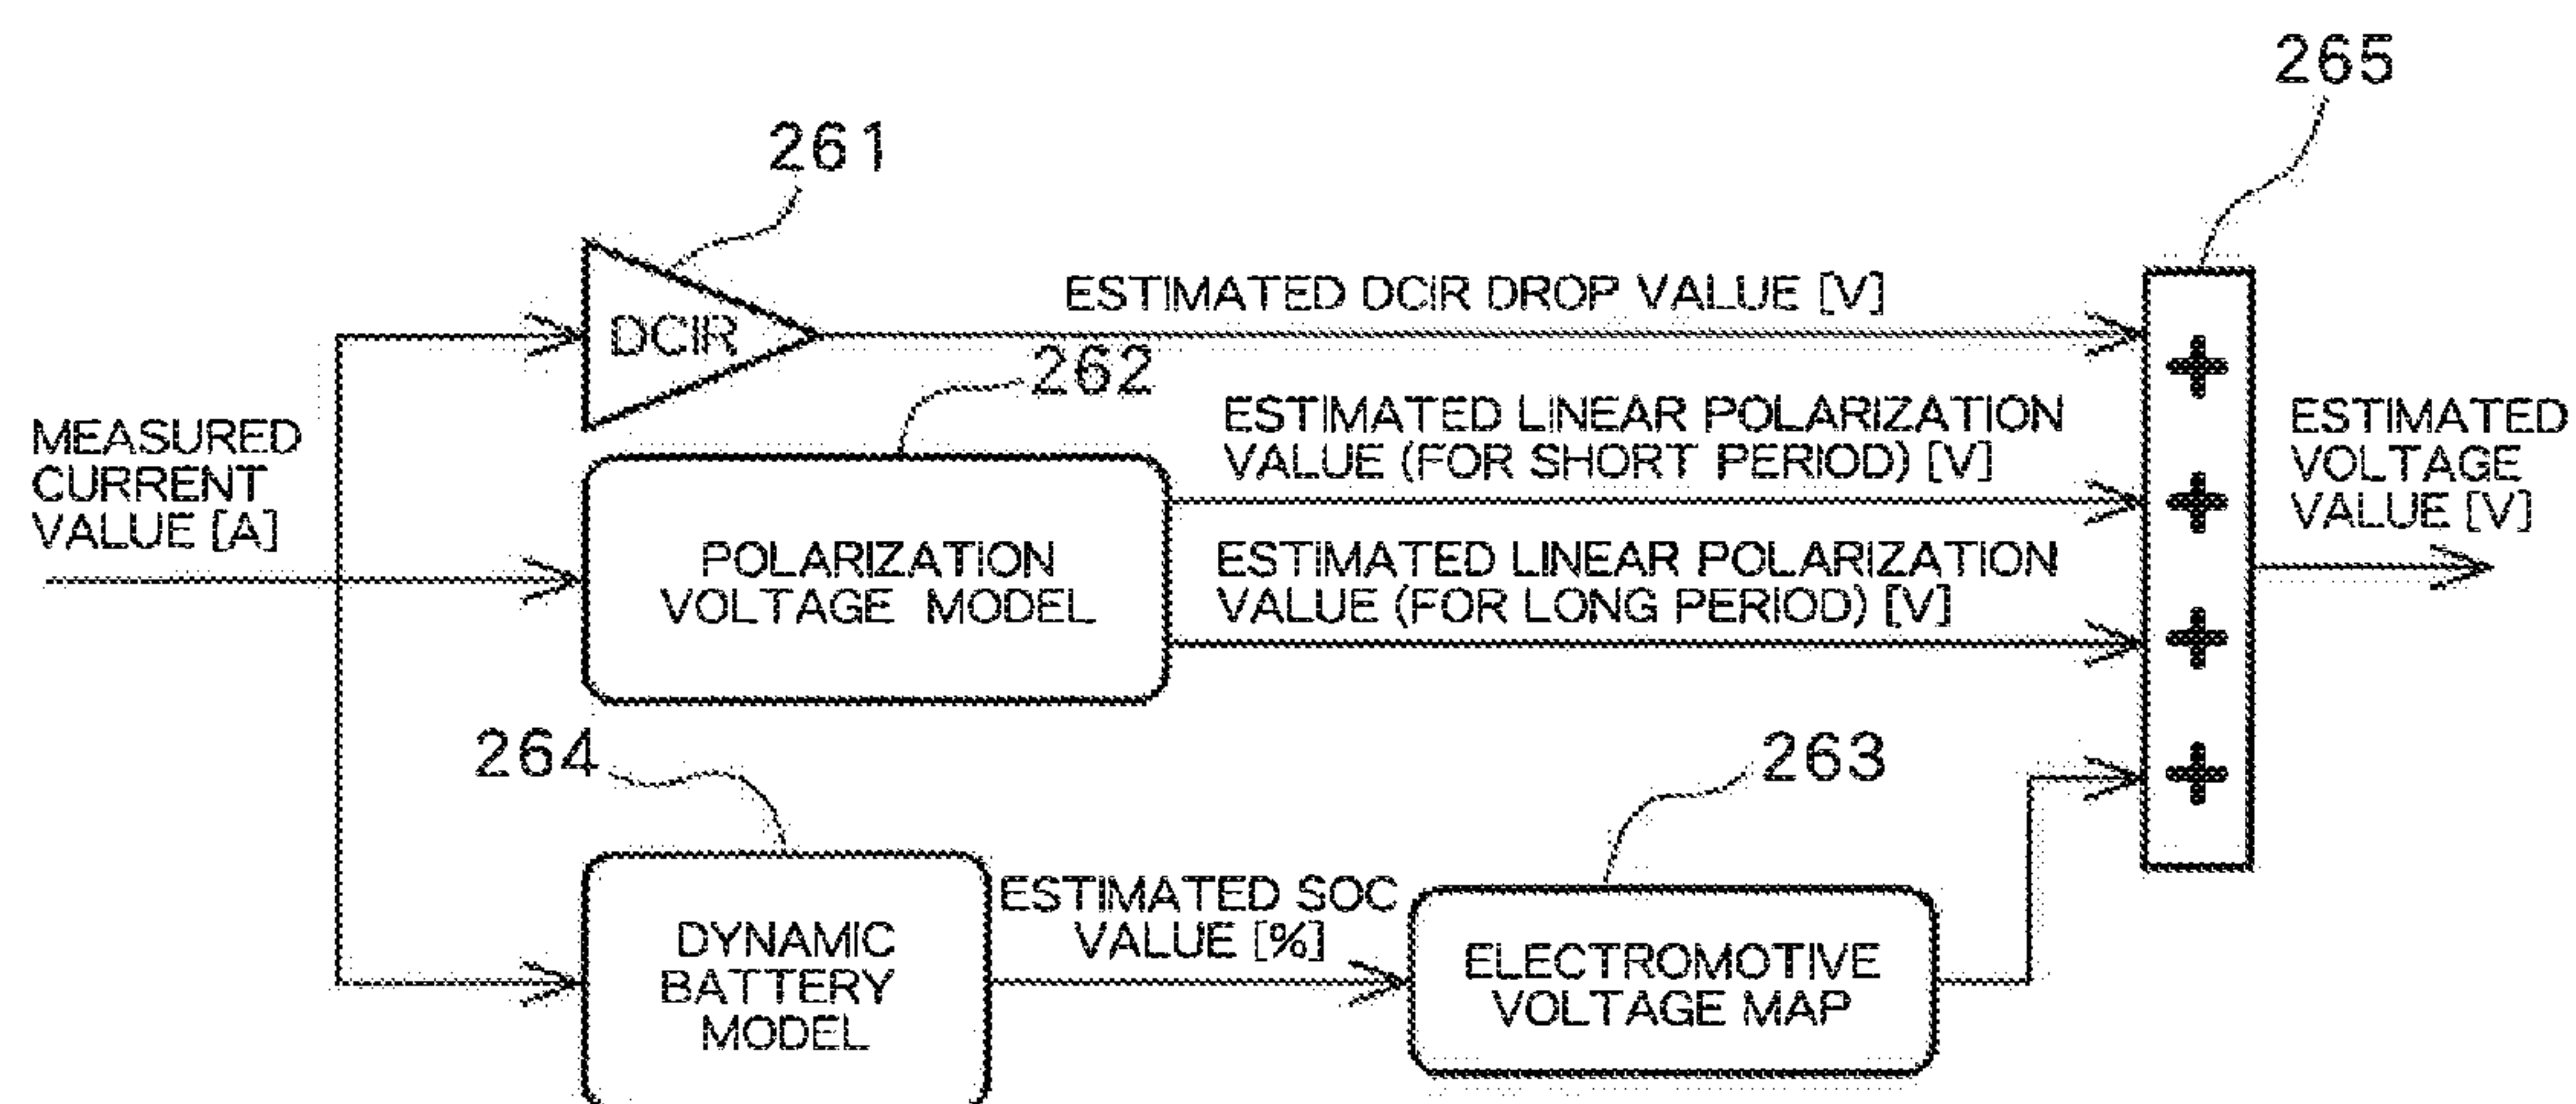 265
261
ESTIMATED DCIR DROP VALUE [V]
DCIR
262
MEASURED
CURRENT
VALUE [A]
ESTIMATED LINEAR POLARIZATION
VALUE (FOR SHORT PERIOD) [V]
ESTIMATED
VOLTAGE
VALUE [V]
POLARIZATION
VOLTAGE MODEL
ESTIMATED LINEAR POLARIZATION
VALUE (FOR LONG PERIOD) [V]
+
+
+
+
264
263
DYNAMIC
BATTERY
MODEL
ESTIMATED SOC
VALUE [%]
ELECTROMOTIVE
VOLTAGE MAP